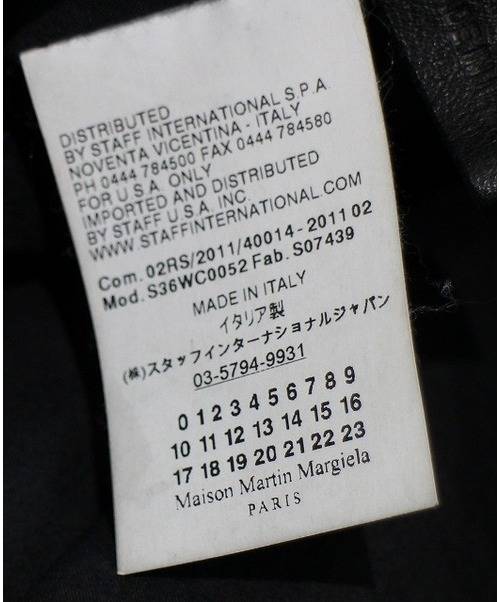 DISTRIBUTED
BY STAFF INTERNATIONAL S.P.A
NOVENTA VICENTINA - ITALY
PH 0444 784500 FAX 0444 784580
FOR U.S.A. ONLY
IMPORTED AND DISTRIBUTED
BY STAFF U.S.A. INC.
WWW.STAFFINTERNATIONAL.COM
Com. 02RS/2011/40014 - 2011 02
Mod. S36WC0052 Fab. S07439
MADE IN ITALY
イタリア製
(株)スタッフインターナショナルジャパン
03-5794-9931
0 1 2 3 4 5 6 7 8 9
10 11 12 13 14 15 16
17 18 19 20 21 22 23
Maison Martin Margiela
PARIS